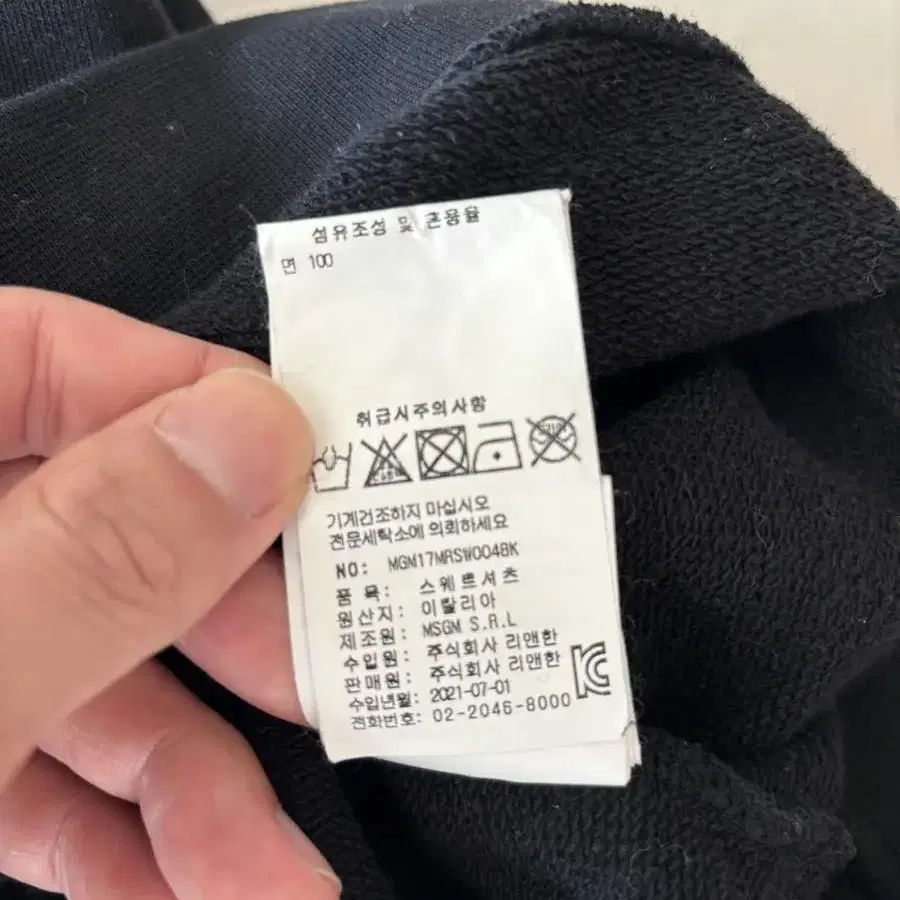 섬유조성 및 혼용율
면 100
취급시주의사항
기계건조하지 마십시오
전문세탁소에 의뢰하세요
NO: MGM17MRSW004BK
품 목: 스웨트셔츠
원산지: 이탈리아
제조원: MSGM S.R.L
수입원: 주식회사 리앤한
판매원: 주식회사 리앤한
수입년월: 2021-07-01
전화번호: 02-2046-8000